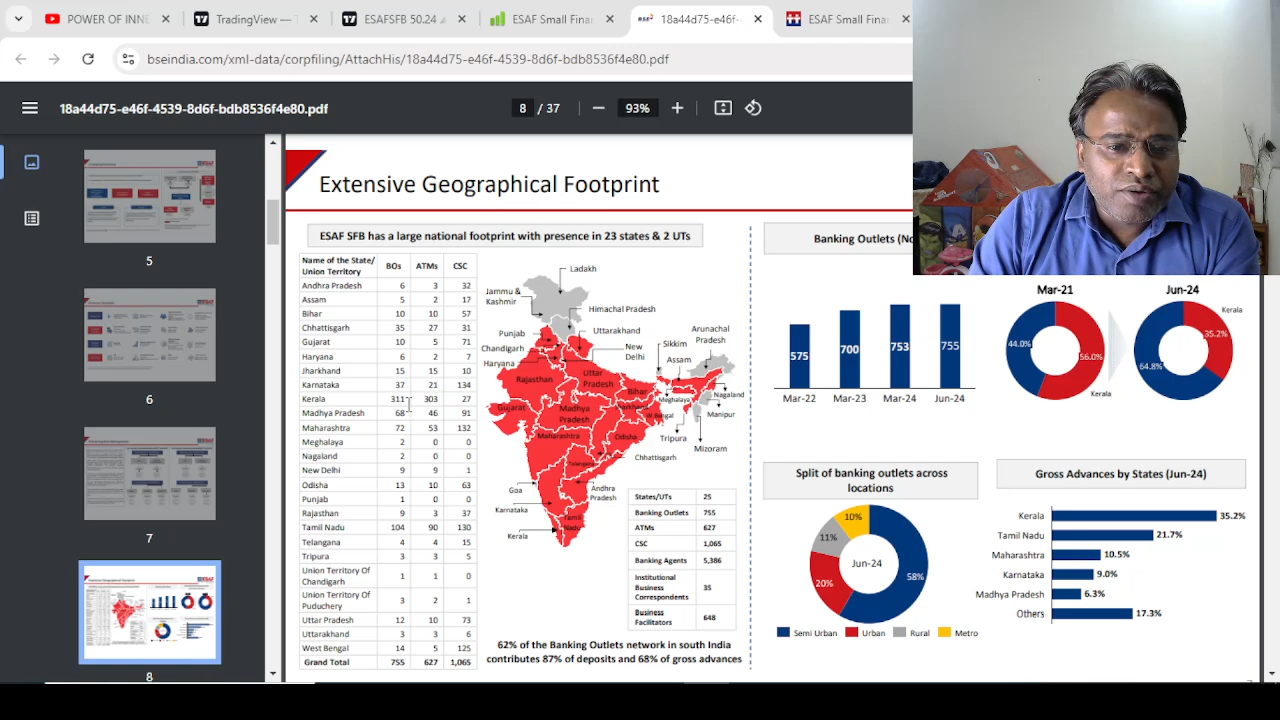 POWER OF INNE
TradingView —
ESAFSFB 50.24
ESAF Small Finan
18a44d75-e46f-4
ESAF Small Finan
bseindia.com/xml-data/corpfiling/AttachHis/18a44d75-e46f-4539-8d6f-bdb8536f4e80.pdf
18a44d75-e46f-4539-8d6f-bdb8536f4e80.pdf
8 / 37
93%
5
6
7
8
Extensive Geographical Footprint
ESAF SFB has a large national footprint with presence in 23 states & 2 UTs
Name of the State/ Union Territory BOs ATMs CSC
Andhra Pradesh 6 3 32
Assam 5 2 17
Bihar 10 10 57
Chhattisgarh 35 27 31
Gujarat 10 5 71
Haryana 6 2 7
Jharkhand 15 15 10
Karnataka 37 21 134
Kerala 311 303 27
Madhya Pradesh 68 46 91
Maharashtra 72 53 132
Meghalaya 2 0 0
Nagaland 2 0 0
New Delhi 9 9 1
Odisha 13 10 63
Punjab 1 0 0
Rajasthan 9 3 37
Tamil Nadu 104 90 130
Telangana 4 4 15
Tripura 3 3 5
Union Territory Of Chandigarh 1 1 0
Union Territory Of Puduchery 3 2 1
Uttar Pradesh 12 10 73
Uttarakhand 3 3 6
West Bengal 14 5 125
Grand Total 755 627 1,065
Ladakh
Jammu & Kashmir
Himachal Pradesh
Punjab
Uttarakhand
Chandigarh
New Delhi
Haryana
Sikkim
Arunachal Pradesh
Assam
Rajasthan
Uttar Pradesh
Bihar
Meghalaya
Nagaland
Gujarat
Madhya Pradesh
Jharkhand
W.Bengal
Manipur
Maharashtra
Odisha
Tripura
Mizoram
Telangana
Chhattisgarh
Goa
Andhra Pradesh
Karnataka
Kerala
Tamil Nadu
States/UTs 25
Banking Outlets 755
ATMs 627
CSC 1,065
Banking Agents 5,386
Institutional Business Correspondents 35
Business Facilitators 648
62% of the Banking Outlets network in south India
contributes 87% of deposits and 68% of gross advances
Banking Outlets (No
575
700
753
755
Mar-22 Mar-23 Mar-24 Jun-24
Mar-21
44.0%
56.0%
Kerala
Jun-24
Kerala
35.2%
64.8%
Split of banking outlets across
locations
10%
11%
20%
58%
Jun-24
Semi Urban Urban Rural Metro
Gross Advances by States (Jun-24)
Kerala 35.2%
Tamil Nadu 21.7%
Maharashtra 10.5%
Karnataka 9.0%
Madhya Pradesh 6.3%
Others 17.3%